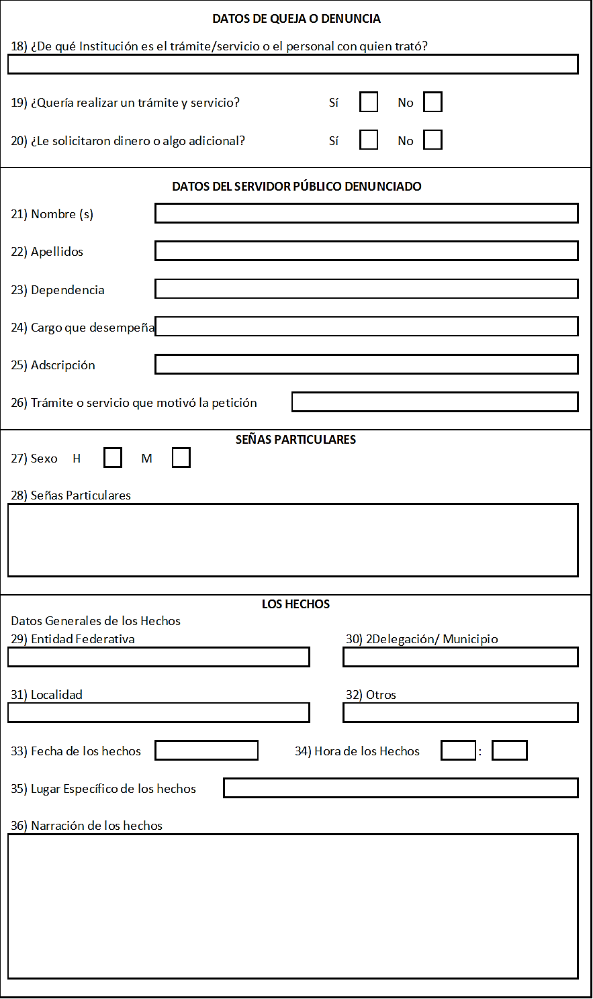 DATOS DE QUEJA O DENUNCIA
18) ¿De qué Institución es el trámite/servicio o el personal con quien trató?
19) ¿Quería realizar un trámite y servicio? Sí No
20) ¿Le solicitaron dinero o algo adicional? Sí No
DATOS DEL SERVIDOR PÚBLICO DENUNCIADO
21) Nombre (s)
22) Apellidos
23) Dependencia
24) Cargo que desempeña
25) Adscripción
26) Trámite o servicio que motivó la petición
SEÑAS PARTICULARES
27) Sexo H M
28) Señas Particulares
LOS HECHOS
Datos Generales de los Hechos
29) Entidad Federativa 30) 2Delegación/ Municipio
31) Localidad 32) Otros
33) Fecha de los hechos 34) Hora de los Hechos :
35) Lugar Específico de los hechos
36) Narración de los hechos